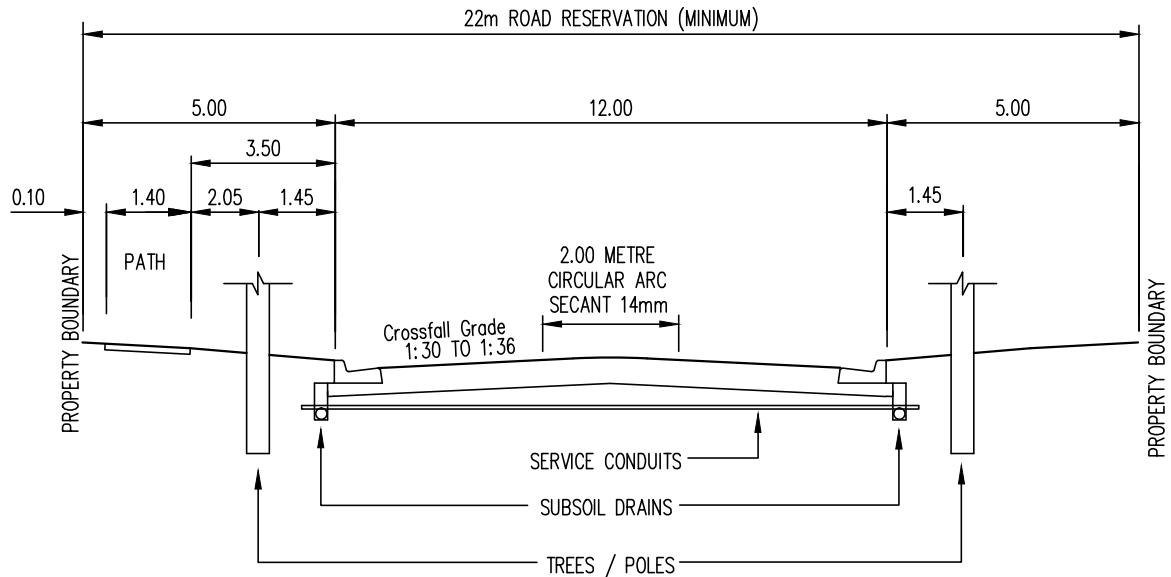 22m ROAD RESERVATION (MINIMUM)
5.00
12.00
5.00
3.50
0.10
1.40
2.05
1.45
1.45
PATH
2.00 METRE
CIRCULAR ARC
SECANT 14mm
Crossfall Grade
1:30 TO 1:36
PROPERTY BOUNDARY
PROPERTY BOUNDARY
SERVICE CONDUITS
SUBSOIL DRAINS
TREES / POLES